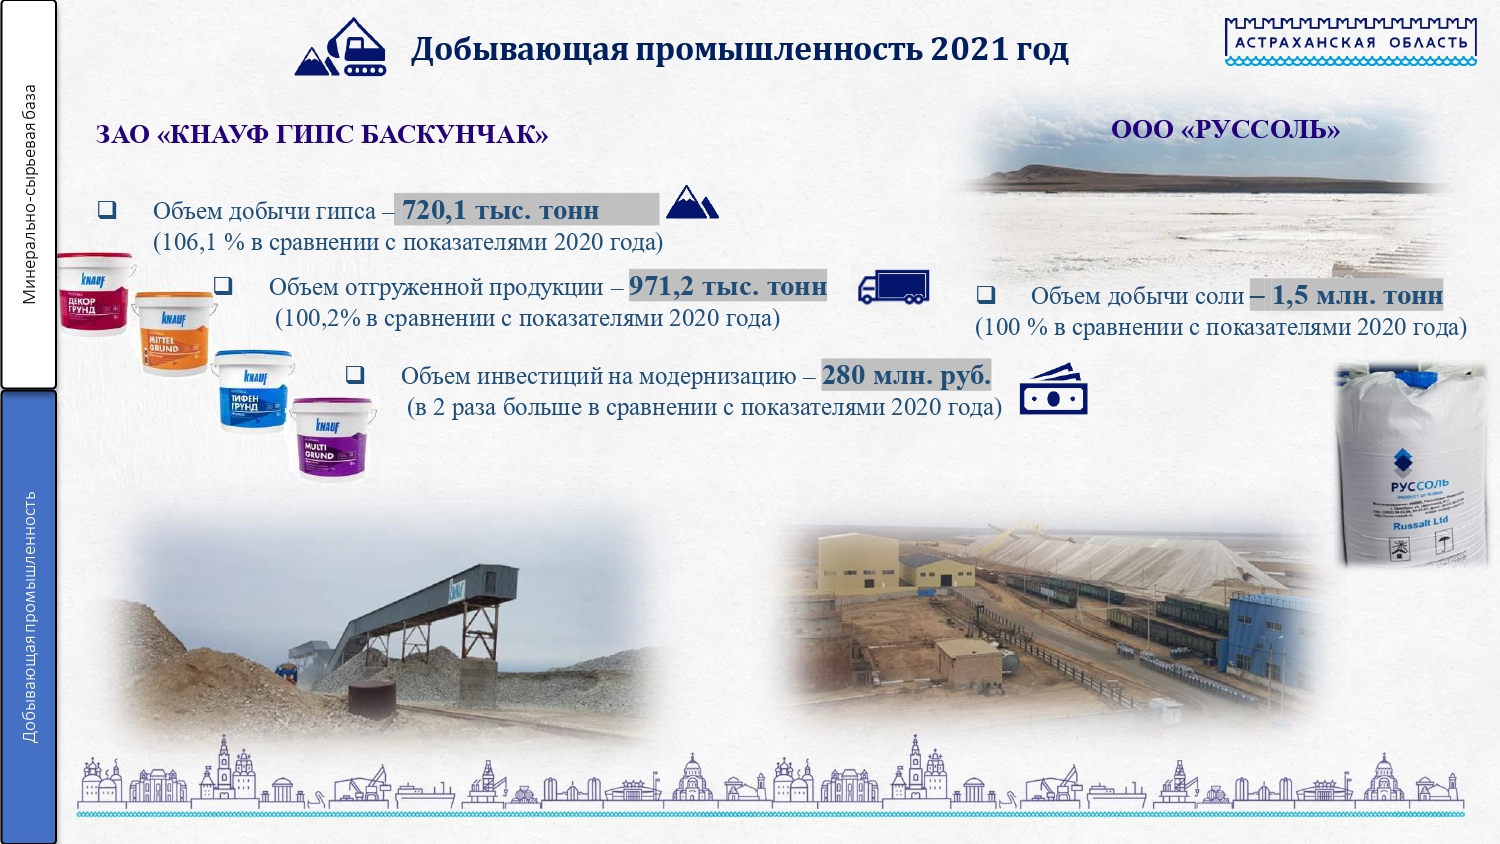 Добывающая промышленность 2021 год
АСТРАХАНСКАЯ ОБЛАСТЬ
Минерально-сырьевая база
Добывающая промышленность
ЗАО «КНАУФ ГИПС БАСКУНЧАК»
❑ Объем добычи гипса – 720,1 тыс. тонн
(106,1 % в сравнении с показателями 2020 года)
❑ Объем отгруженной продукции – 971,2 тыс. тонн
(100,2% в сравнении с показателями 2020 года)
❑ Объем инвестиций на модернизацию – 280 млн. руб.
(в 2 раза больше в сравнении с показателями 2020 года)
ООО «РУССОЛЬ»
❑ Объем добычи соли – 1,5 млн. тонн
(100 % в сравнении с показателями 2020 года)
KNAUF
ДЕКОР
ГРУНД
KNAUF
MITTEL
GRUND
KNAUF
ТИФЕН
ГРУНД
KNAUF
MULTI
GRUND
KNAUF
РУССОЛЬ
PRODUCT OF RUSSIA
Russalt Ltd